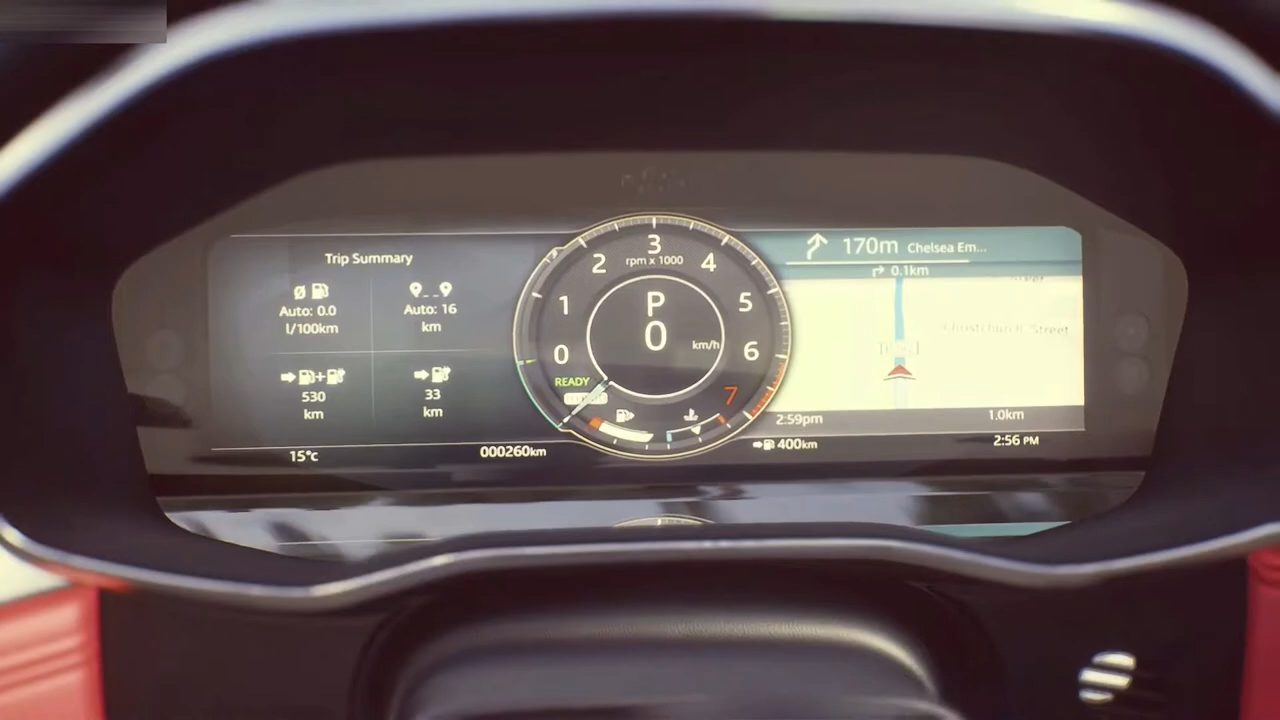 Trip Summary
Auto: 0.0
l/100km
Auto: 16
km
530
km
33
km
15°c
000260km
0
1
2
3
4
5
6
7
rpm x 1000
P
0
km/h
READY
170m Chelsea Em...
0.1km
Christchurch Street
2:59pm
1.0km
400km
2:56 PM